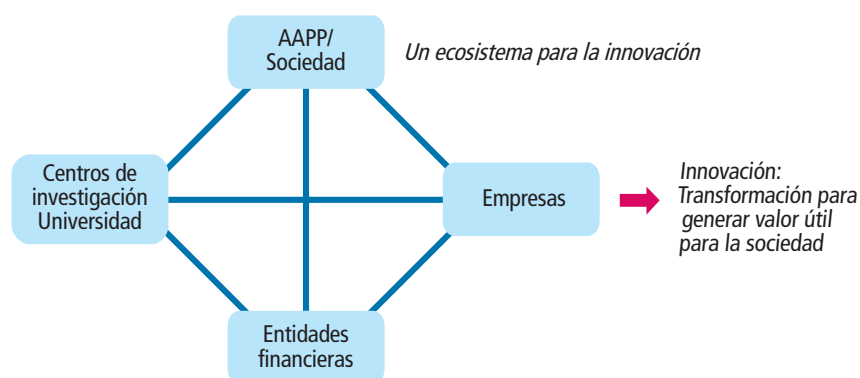 AAPP/
Sociedad
Un ecosistema para la innovación
Centros de
investigación
Universidad
Empresas
Innovación:
Transformación para
generar valor útil
para la sociedad
Entidades
financieras